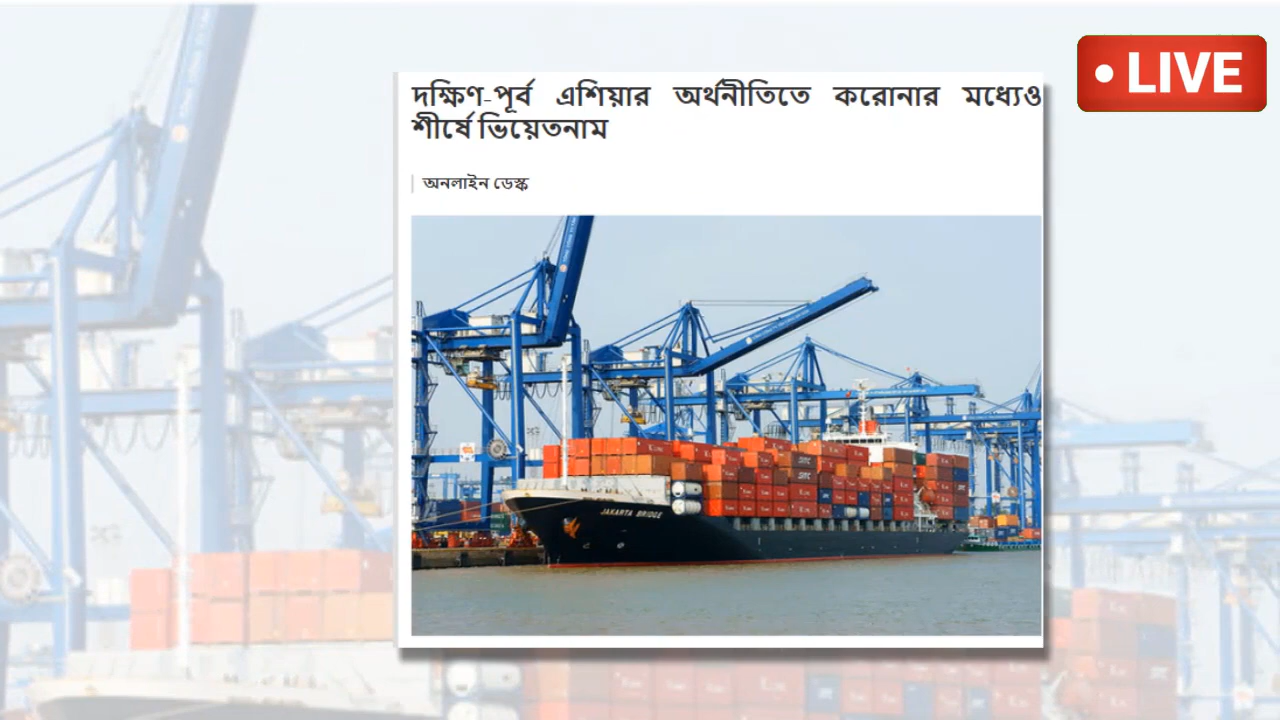 LIVE
দক্ষিণ-পূর্ব এশিয়ার অর্থনীতিতে করোনার মধ্যেও
শীর্ষে ভিয়েতনাম
অনলাইন ডেস্ক
JAKARTA BRIDGE